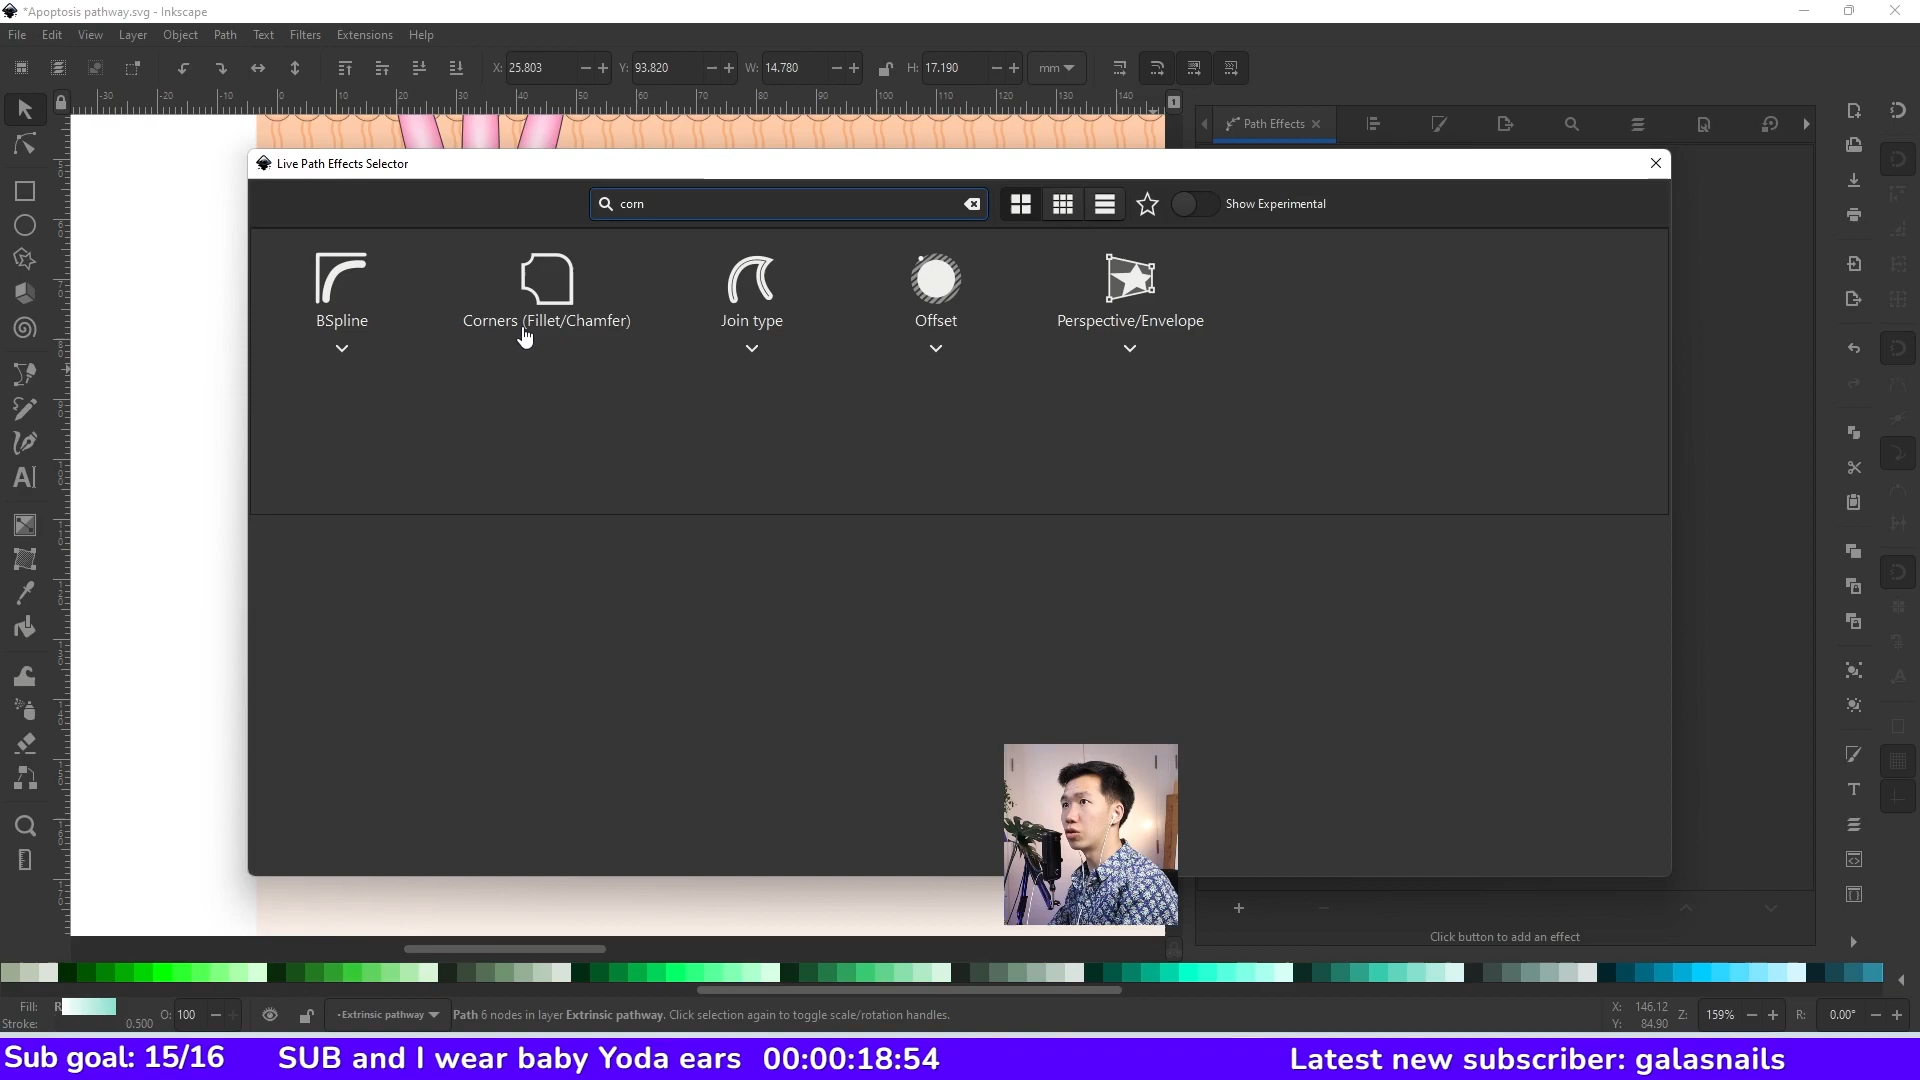 *Apoptosis pathway.svg - Inkscape
File Edit View Layer Object Path Text Filters Extensions Help
X: 25.803 Y: 93.820 W: 14.780 H: 17.190 mm
Path Effects
Live Path Effects Selector
corn
Show Experimental
BSpline
Corners (Fillet/Chamfer)
Join type
Offset
Perspective/Envelope
Click button to add an effect
Fill: R
Stroke: 0.500
O: 100
•Extrinsic pathway
Path 6 nodes in layer Extrinsic pathway. Click selection again to toggle scale/rotation handles.
X: 146.12
Y: 84.90
Z: 159%
R: 0.00°
Sub goal: 15/16
SUB and I wear baby Yoda ears 00:00:18:54
Latest new subscriber: galasnails